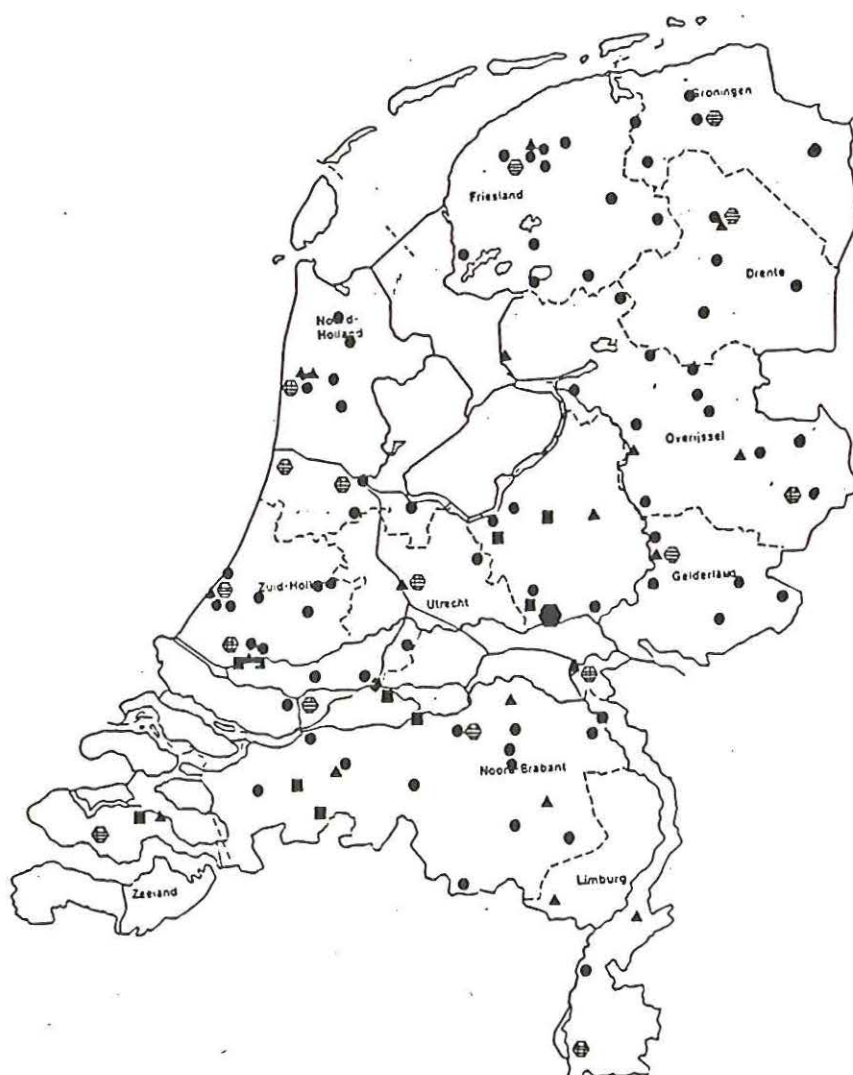 Groningen
Friesland
Drente
Noord-
Holland
Overijssel
Gelderland
Utrecht
Noord-Brabant
Limburg
Zeeland